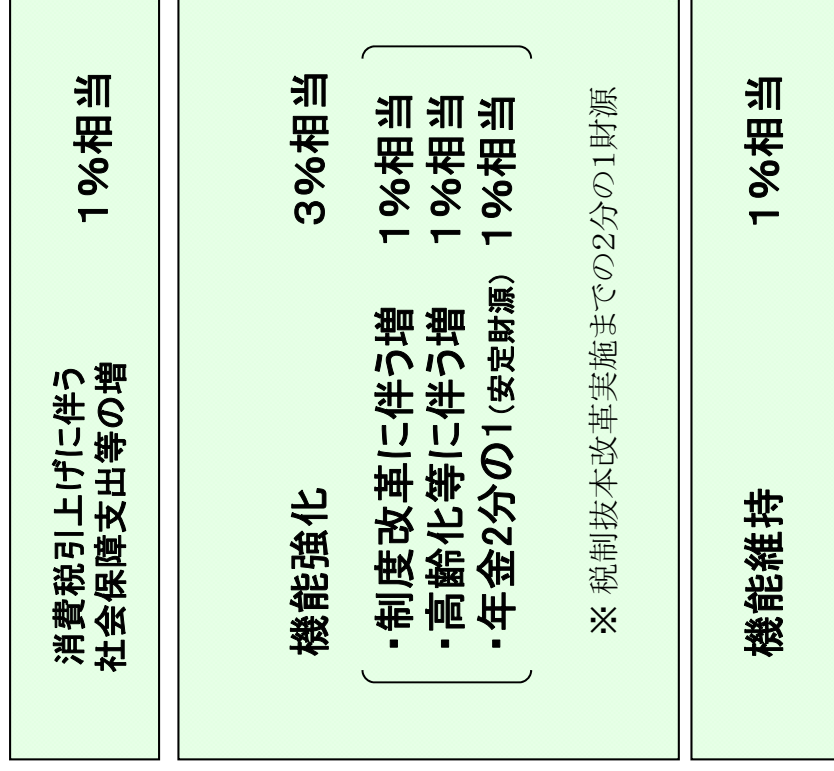 消費税引上げに伴う
社会保障支出等の増 1%相当
機能強化 3%相当
・制度改革に伴う増 1%相当
・高齢化等に伴う増 1%相当
・年金2分の1(安定財源) 1%相当
※ 税制抜本改革実施までの2分の1財源
機能維持 1%相当